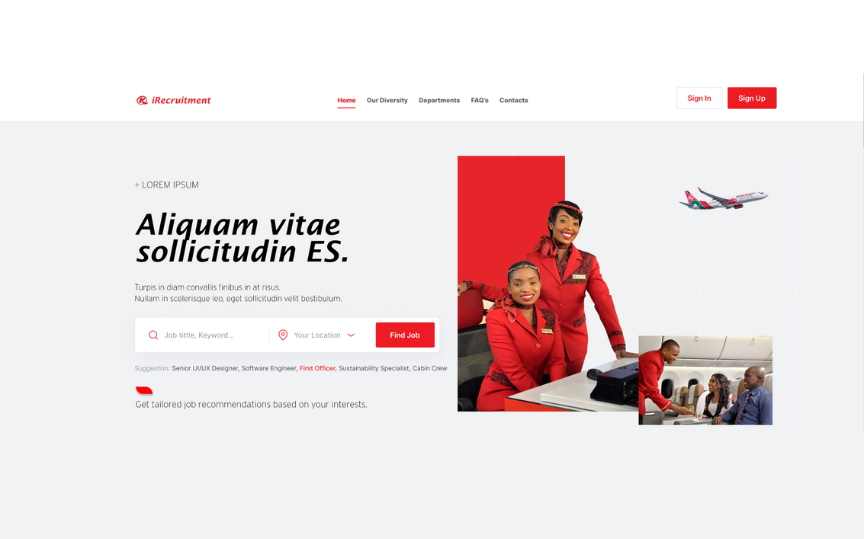 iRecruitment
Home Our Diversity Departments FAQ's Contacts
Sign In Sign Up
+ LOREM IPSUM
Aliquam vitae
sollicitudin ES.
Turpis in diam convallis finibus in at risus.
Nullam in scelerisque leo, eget sollicitudin velit bestibulum.
Job tittle, Keyword... Your Location Find Job
Suggestion: Senior UI/UX Designer, Software Engineer, First Officer, Sustainability Specialist, Cabin Crew
Get tailored job recommendations based on your interests.